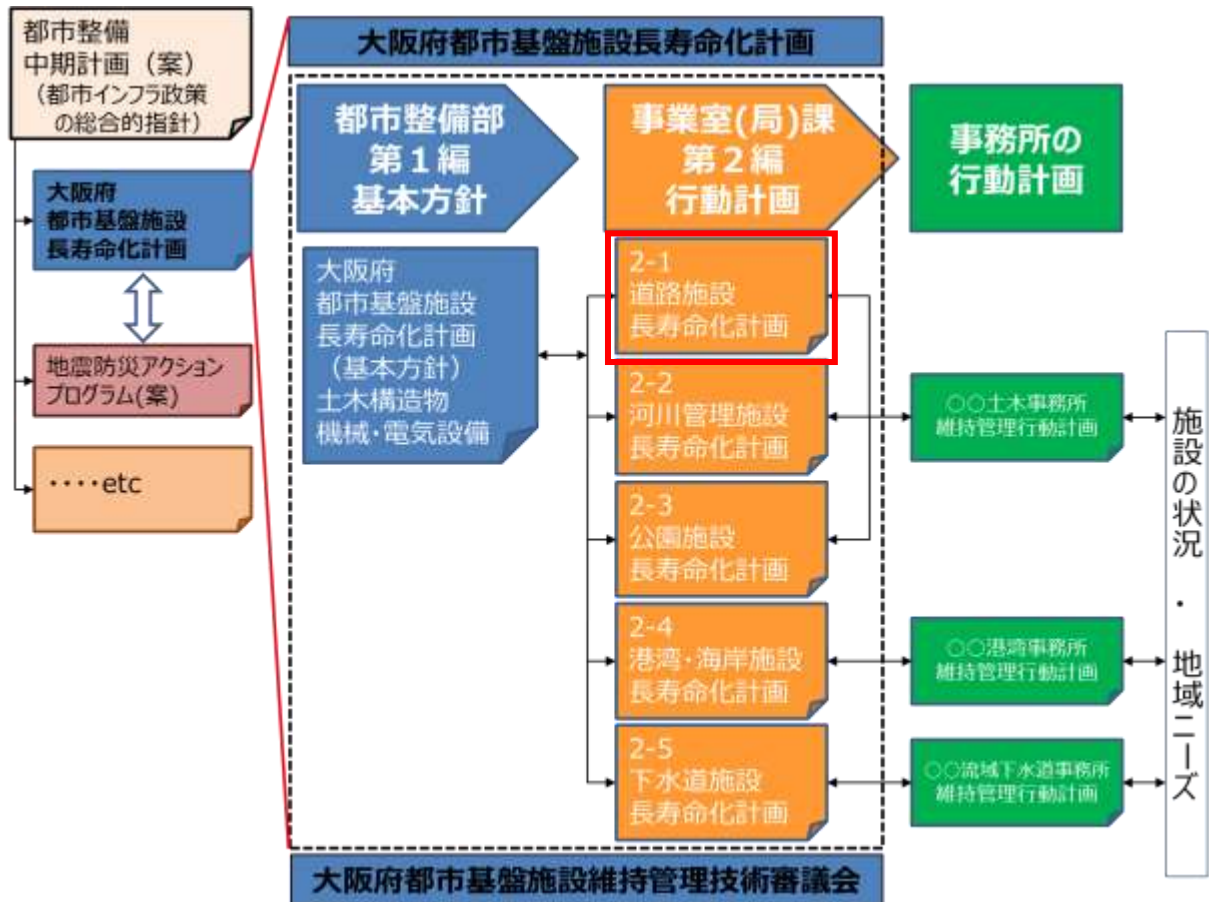 都市整備
中期計画（案）
（都市インフラ政策
の総合的指針）
大阪府
都市基盤施設
長寿命化計画
地震防災アクション
プログラム(案)
‥‥etc
大阪府都市基盤施設長寿命化計画
都市整備部
第１編
基本方針
事業室(局)課
第２編
行動計画
事務所の
行動計画
大阪府
都市基盤施設
長寿命化計画
（基本方針）
土木構造物
機械･電気設備
2-1
道路施設
長寿命化計画
2-2
河川管理施設
長寿命化計画
2-3
公園施設
長寿命化計画
2-4
港湾･海岸施設
長寿命化計画
2-5
下水道施設
長寿命化計画
○○土木事務所
維持管理行動計画
○○港湾事務所
維持管理行動計画
○○流域下水道事務所
維持管理行動計画
施設の状況・地域ニーズ
大阪府都市基盤施設維持管理技術審議会